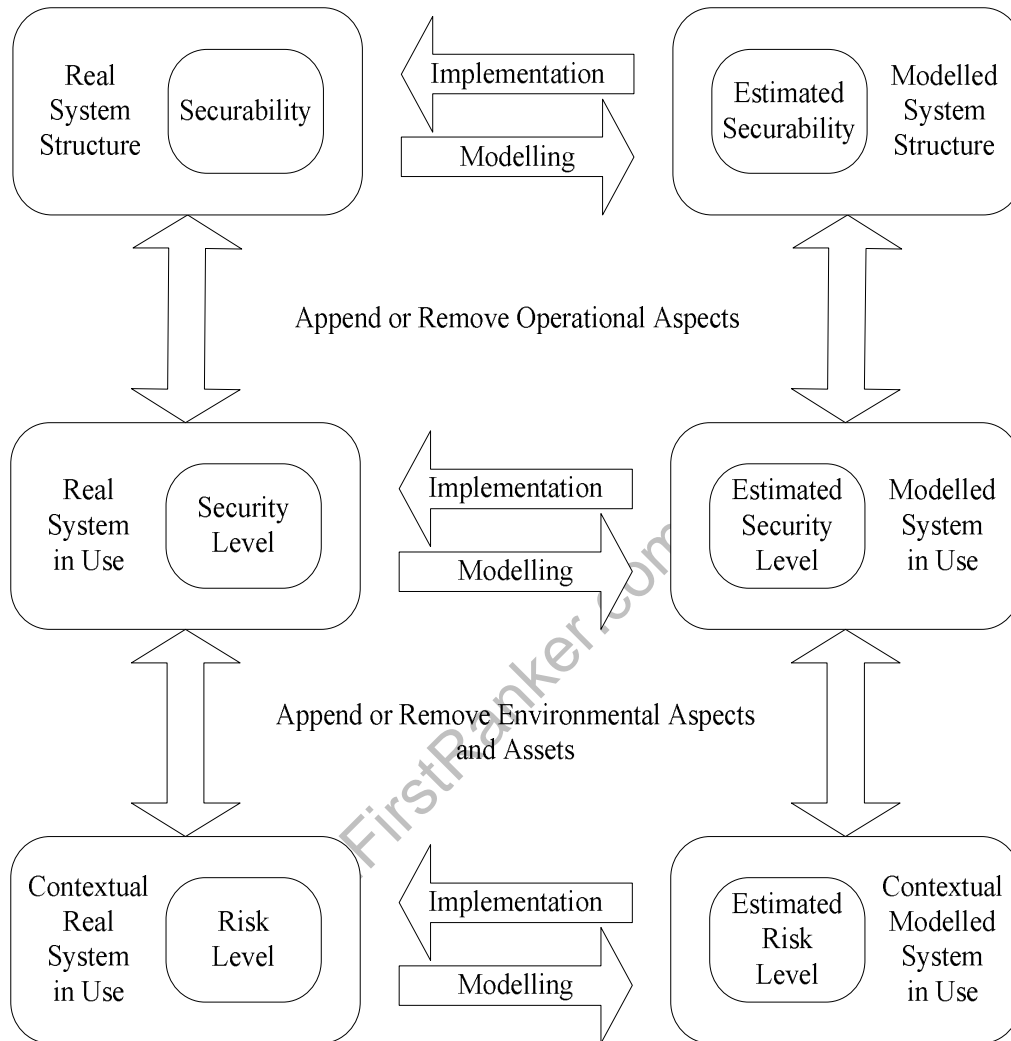 Real
System
Structure
Securability
Implementation
Modelling
Estimated
Securability
Modelled
System
Structure
Append or Remove Operational Aspects
Real
System
in Use
Security
Level
Implementation
Modelling
Estimated
Security
Level
Modelled
System
in Use
Append or Remove Environmental Aspects
and Assets
Contextual
Real
System
in Use
Risk
Level
Implementation
Modelling
Estimated
Risk
Level
Contextual
Modelled
System
in Use
FirstRanker.com